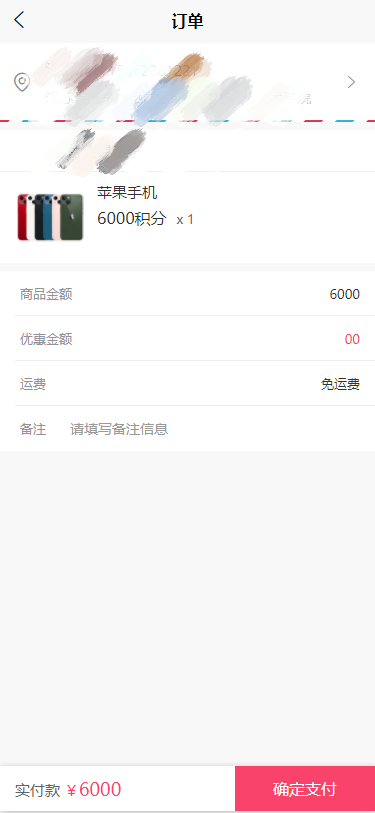 订单
苹果手机
6000积分 x 1
商品金额 6000
优惠金额 00
运费 免运费
备注 请填写备注信息
实付款 ￥6000 确定支付